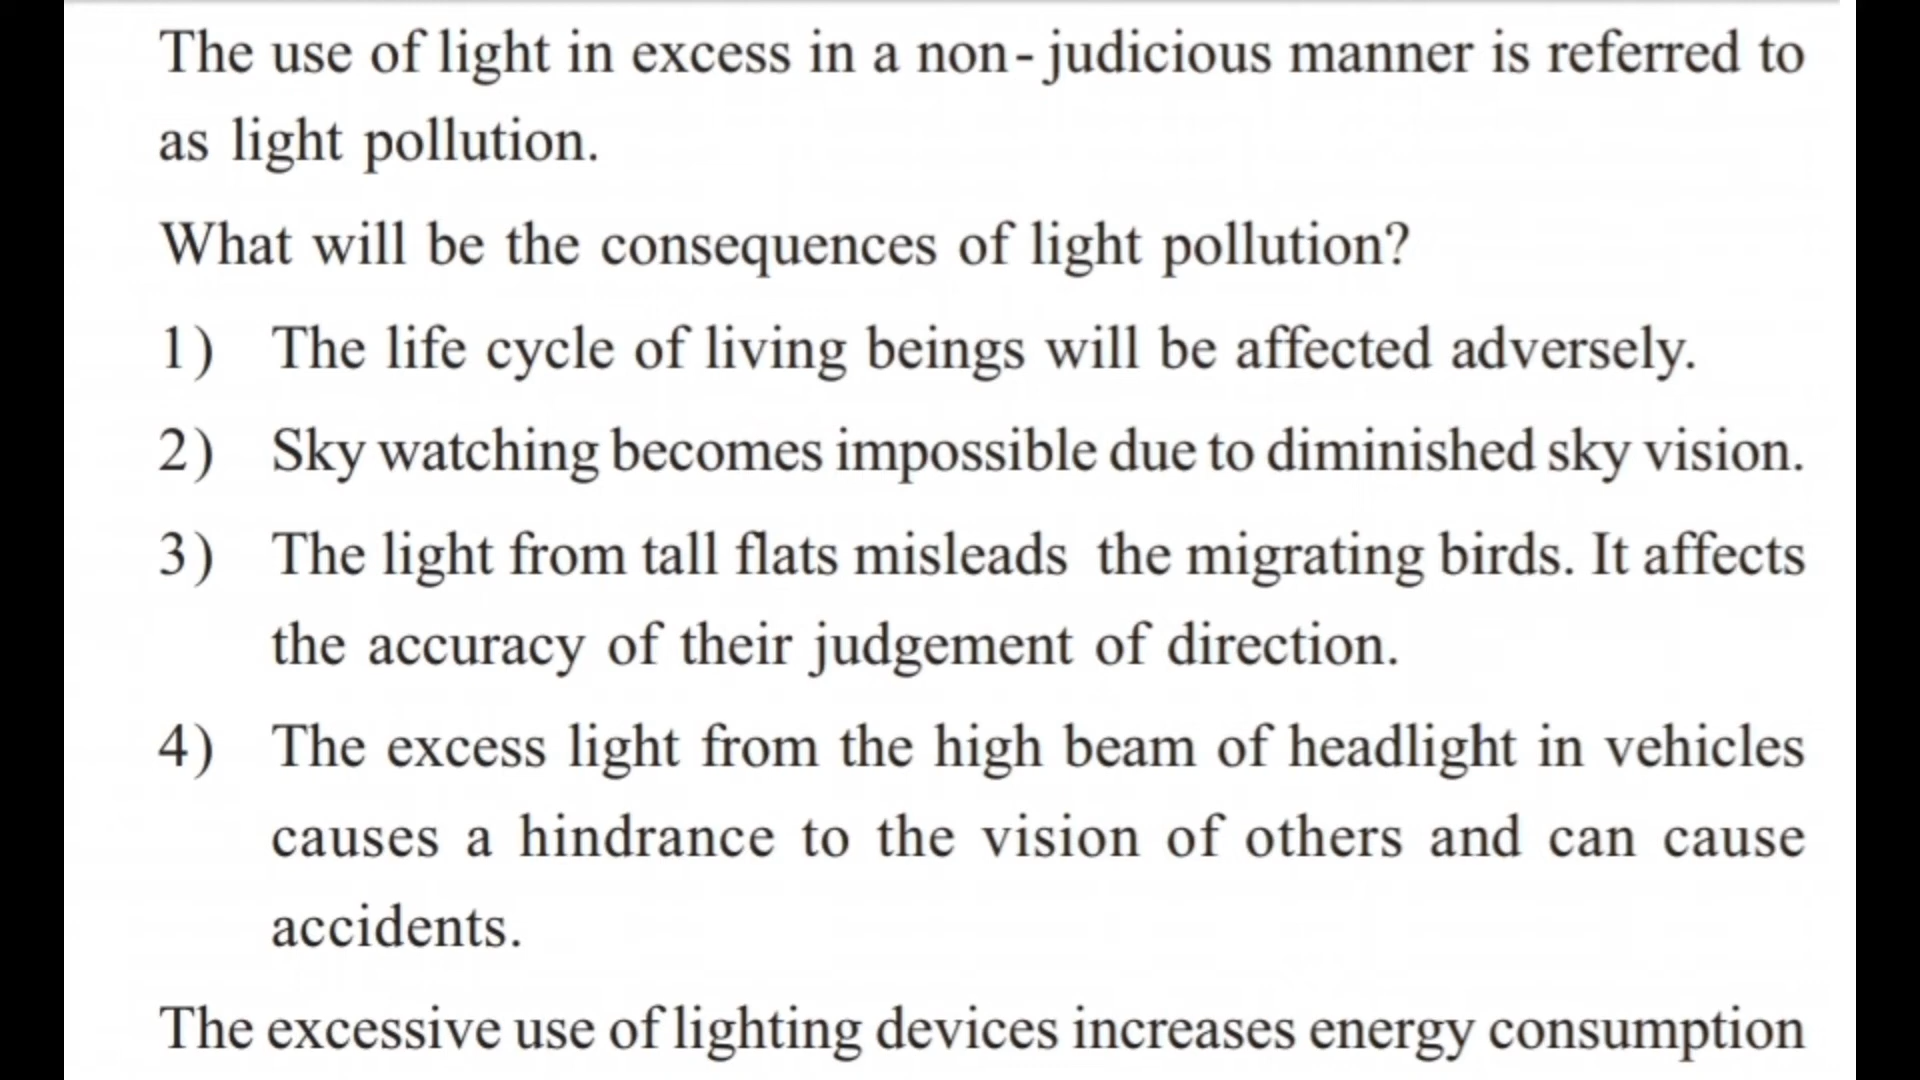 The use of light in excess in a non-judicious manner is referred to
as light pollution.
What will be the consequences of light pollution?
1) The life cycle of living beings will be affected adversely.
2) Sky watching becomes impossible due to diminished sky vision.
3) The light from tall flats misleads the migrating birds. It affects
the accuracy of their judgement of direction.
4) The excess light from the high beam of headlight in vehicles
causes a hindrance to the vision of others and can cause
accidents.
The excessive use of lighting devices increases energy consumption